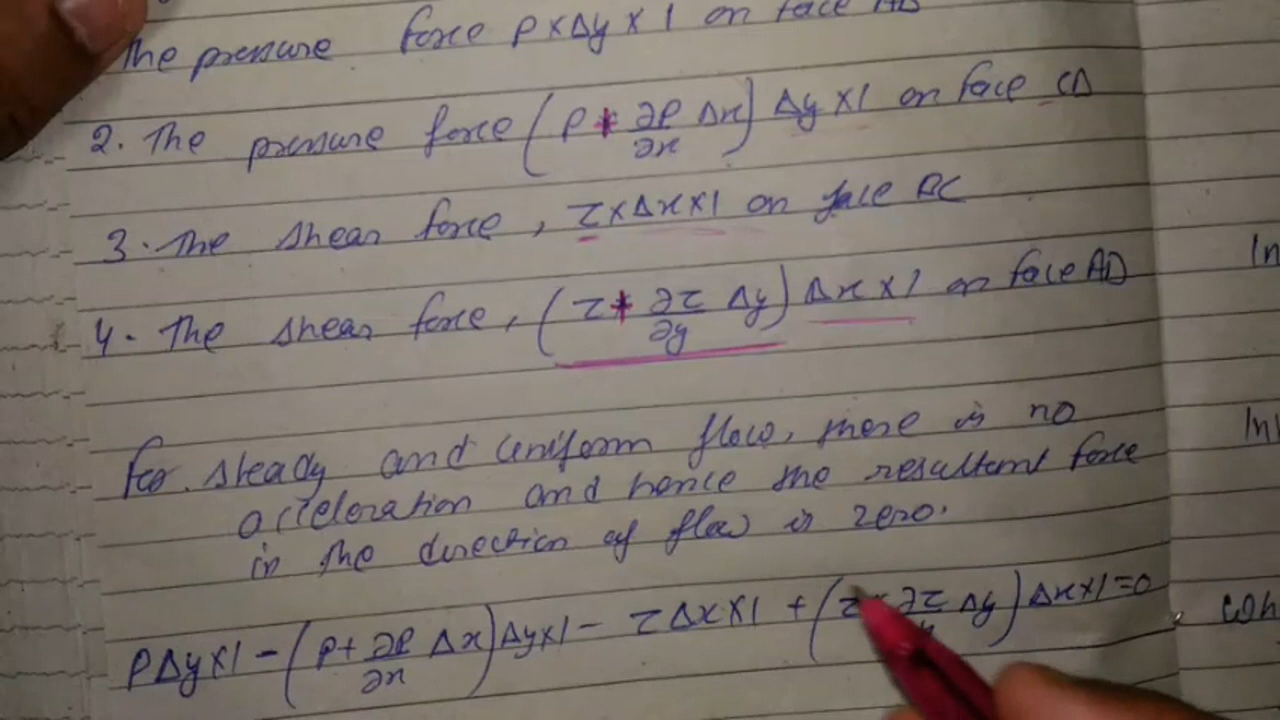 The pressure force P×Δy×1 on face AB
2. The pressure force (P + ∂P/∂x Δx) Δy×1 on face CD
3. The shear force, τ×Δx×1 on face BC
4. The shear force, (τ + ∂τ/∂y Δy) Δx×1 on face AD
For steady and uniform flow, there is no
acceleration and hence the resultant force
in the direction of flow is zero.
PΔy×1 - (P + ∂P/∂x Δx) Δy×1 - τΔx×1 + (τ + ∂τ Δy) Δx×1 = 0